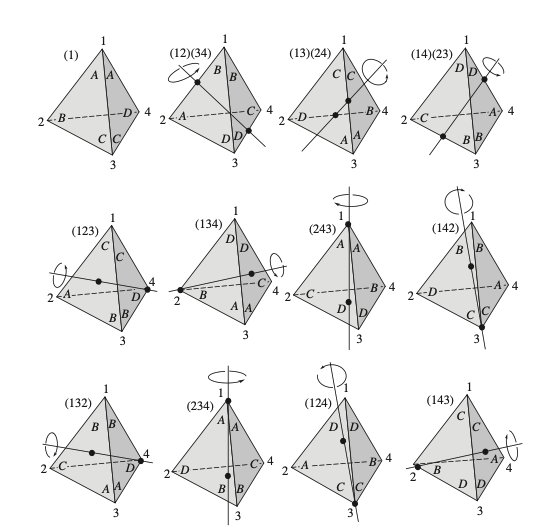 (1) 1
A A
2 B D 4
C C
3
(12)(34) 1
B B
2 A C 4
D D
3
(13)(24) 1
C C
2 D B 4
A A
3
(14)(23) 1
D D
2 C A 4
B B
3
(123) 1
C C
2 A D 4
B B
3
(134) 1
D D
2 B C 4
A A
3
(243) 1
A A
2 C B 4
D D
3
(142) 1
B B
2 D A 4
C C
3
(132) 1
B B
2 C D 4
A A
3
(234) 1
A A
2 D C 4
B B
3
(124) 1
D D
2 A B 4
C C
3
(143) 1
C C
2 B A 4
D D
3